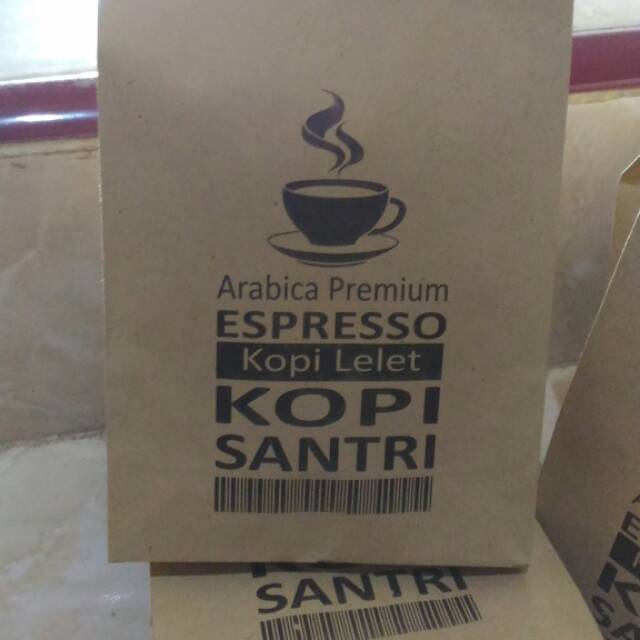 Arabica Premium
ESPRESSO
Kopi Lelet
KOPI
SANTRI
SANTRI